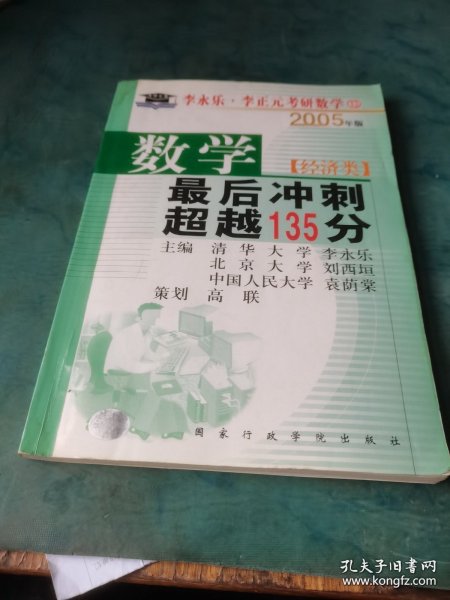 李永乐·李正元考研数学
2005年版
数学【经济类】
最后冲刺
超越135分
主编 清华大学 李永乐
北京大学 刘西垣
中国人民大学 袁荫棠
策划 高联
国家行政学院出版社
孔夫子旧书网
www.kongfz.com